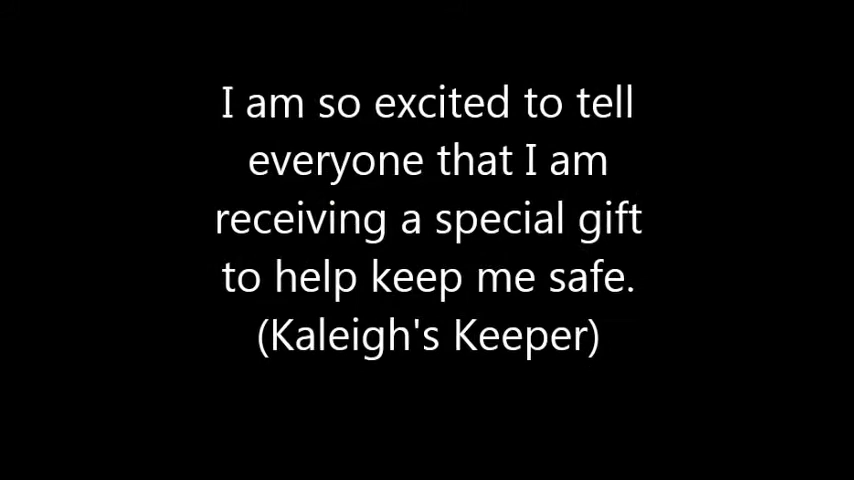 I am so excited to tell
everyone that I am
receiving a special gift
to help keep me safe.
(Kaleigh's Keeper)